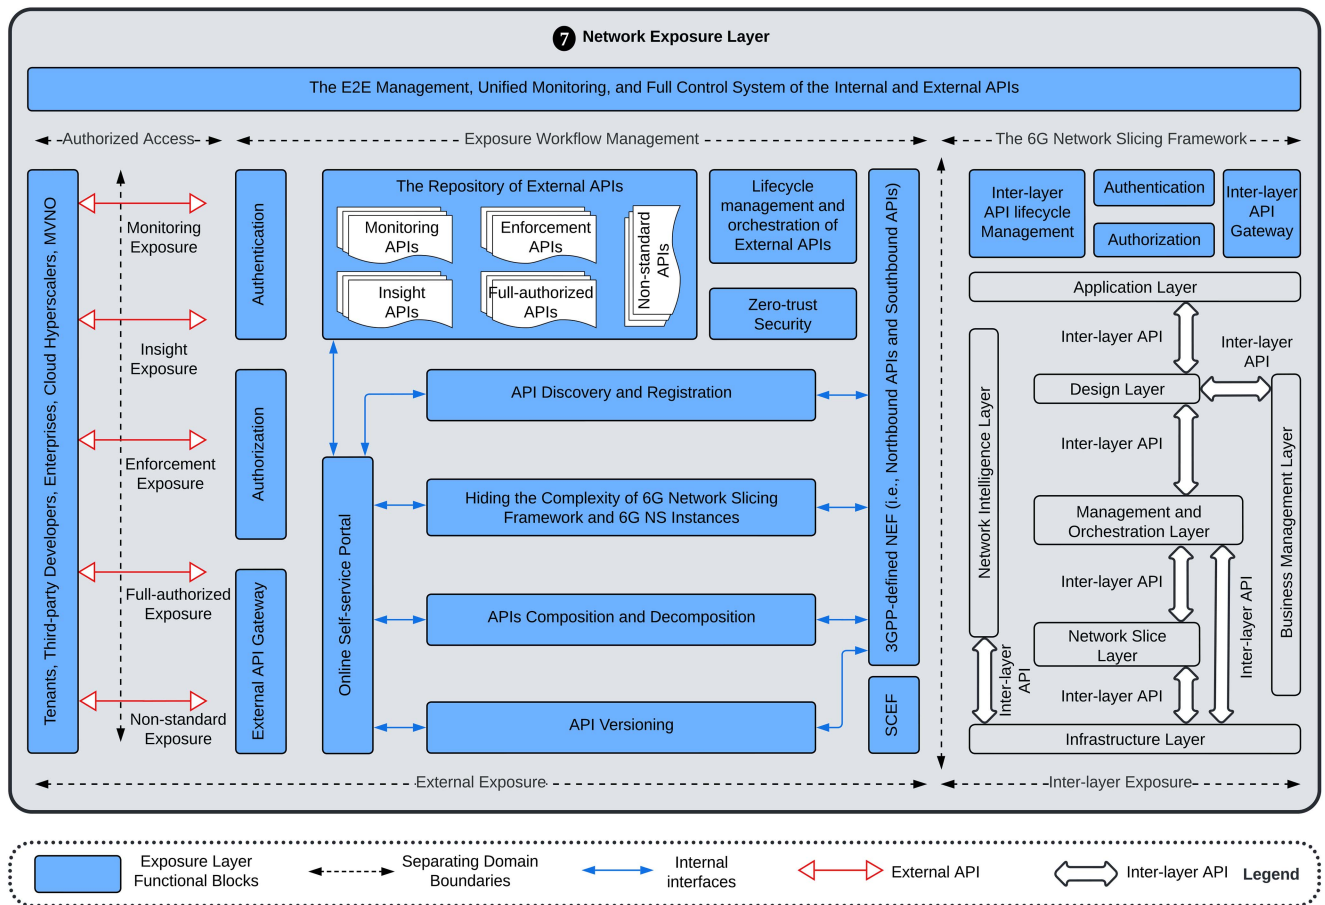 7 Network Exposure Layer
The E2E Management, Unified Monitoring, and Full Control System of the Internal and External APIs
Authorized Access
Exposure Workflow Management
The 6G Network Slicing Framework
Tenants, Third-party Developers, Enterprises, Cloud Hyperscalers, MVNO
Monitoring
Exposure
Insight
Exposure
Enforcement
Exposure
Full-authorized
Exposure
Non-standard
Exposure
Authentication
Authorization
External API Gateway
The Repository of External APIs
Monitoring
APIs
Enforcement
APIs
Insight
APIs
Full-authorized
APIs
Non-standard
APIs
Lifecycle
management and
orchestration of
External APIs
Zero-trust
Security
Online Self-service Portal
API Discovery and Registration
Hiding the Complexity of 6G Network Slicing
Framework and 6G NS Instances
APIs Composition and Decomposition
API Versioning
3GPP-defined NEF (i.e., Northbound APIs and Southbound APIs)
SCEF
Inter-layer
API lifecycle
Management
Authentication
Authorization
Inter-layer
API
Gateway
Application Layer
Inter-layer API
Inter-layer
API
Design Layer
Inter-layer API
Network Intelligence Layer
Business Management Layer
Management and
Orchestration Layer
Inter-layer API
Inter-layer API
Network Slice
Layer
Inter-layer
API
Inter-layer API
Infrastructure Layer
External Exposure
Inter-layer Exposure
Exposure Layer
Functional Blocks
Separating Domain
Boundaries
Internal
interfaces
External API
Inter-layer API
Legend